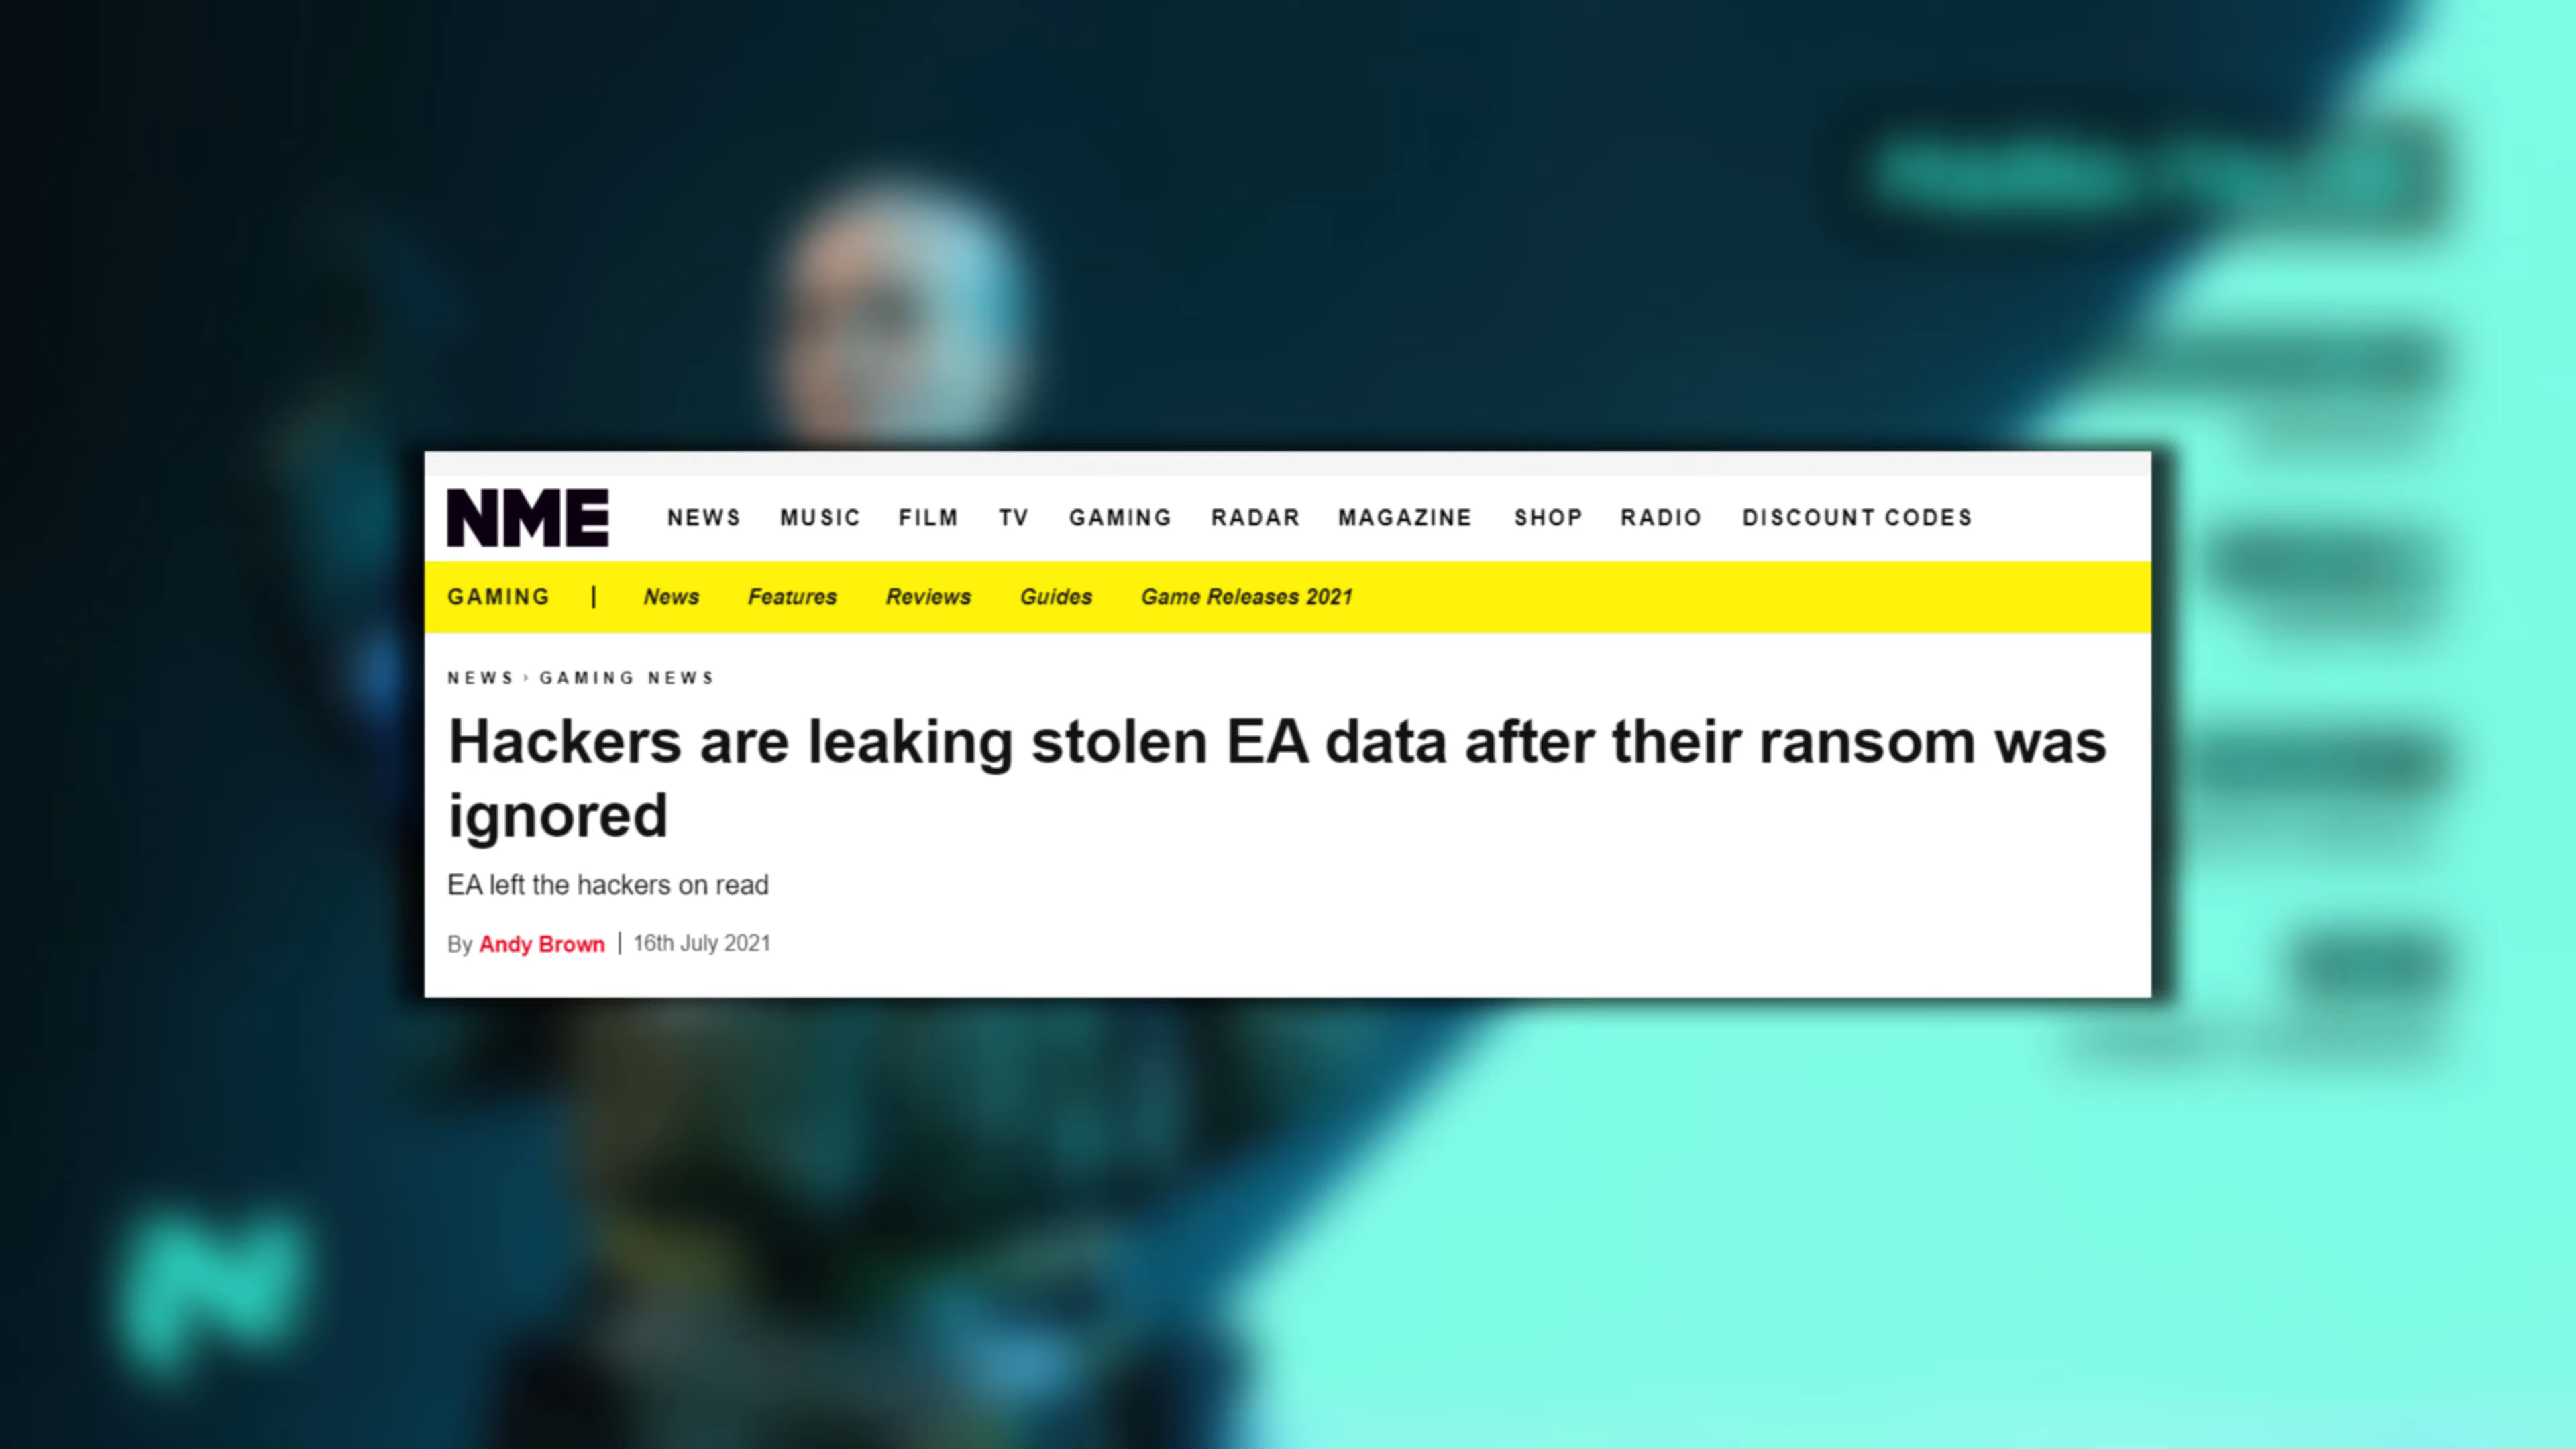 NME NEWS MUSIC FILM TV GAMING RADAR MAGAZINE SHOP RADIO DISCOUNT CODES
GAMING | News Features Reviews Guides Game Releases 2021
NEWS › GAMING NEWS
Hackers are leaking stolen EA data after their ransom was
ignored
EA left the hackers on read
By Andy Brown | 16th July 2021